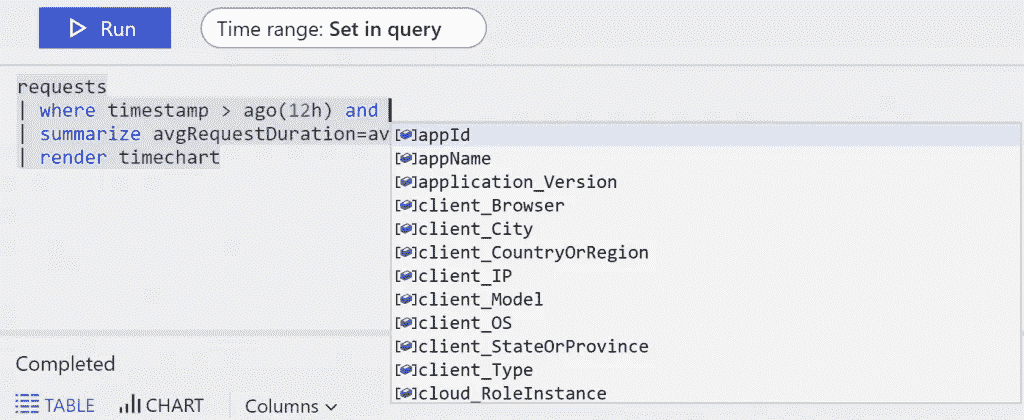 Run
Time range: Set in query
requests
| where timestamp > ago(12h) and
| summarize avgRequestDuration=av
| render timechart
appId
appName
application_Version
client_Browser
client_City
client_CountryOrRegion
client_IP
client_Model
client_OS
client_StateOrProvince
client_Type
cloud_RoleInstance
Completed
TABLE
CHART
Columns